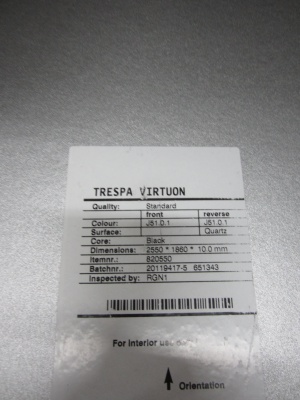 TRESPA VIRTUON
Quality: Standard
front reverse
Colour: J51.0.1 J51.0.1
Surface: Quartz
Core: Black
Dimensions: 2550 * 1860 * 10.0 mm
Itemnr.: 820550
Batchnr.: 20119417-5 651343
Inspected by: RGN1
For interior
Orientation